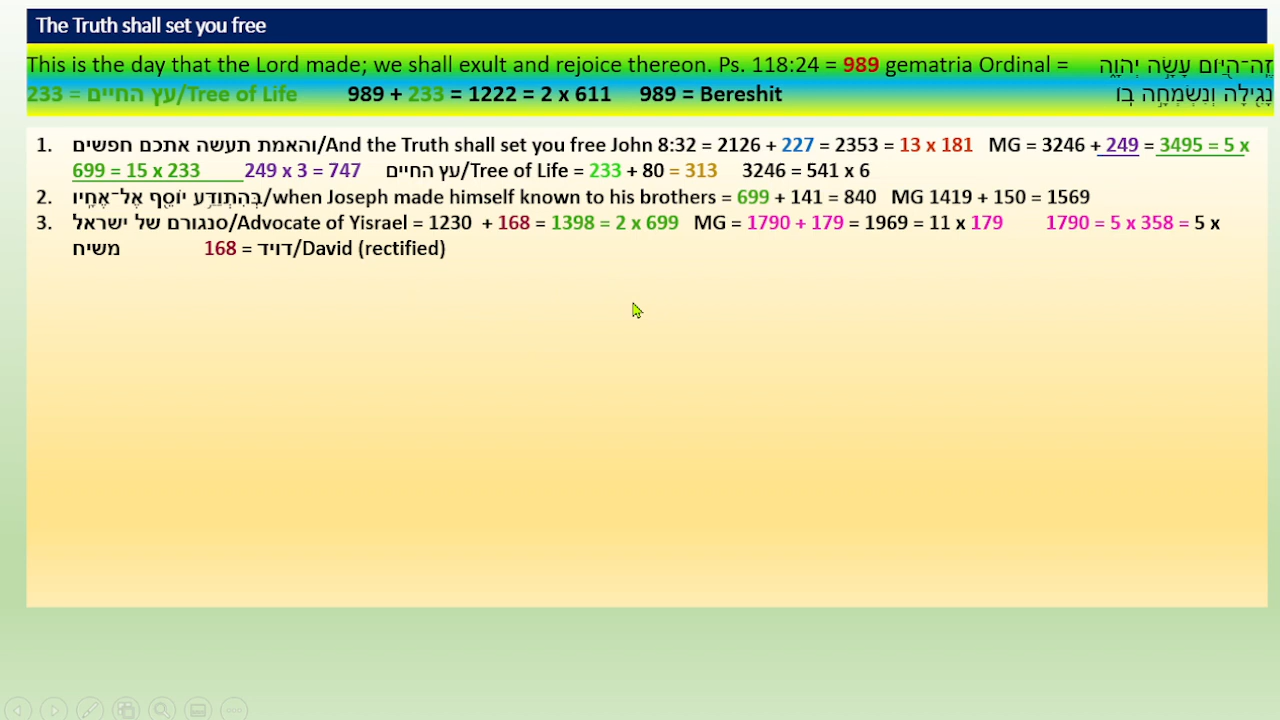 The Truth shall set you free
This is the day that the Lord made; we shall exult and rejoice thereon. Ps. 118:24 = 989 gematria Ordinal = זֶה־הַיּ֭וֹם עָשָׂ֣ה יְהוָ֑ה
233 = עץ החיים/Tree of Life 989 + 233 = 1222 = 2 x 611 989 = Bereshit נָגִ֖ילָה וְנִשְׂמְחָ֣ה בֽוֹ
1. והאמת תעשה אתכם חפשים/And the Truth shall set you free John 8:32 = 2126 + 227 = 2353 = 13 x 181 MG = 3246 + 249 = 3495 = 5 x
699 = 15 x 233 249 x 3 = 747 עץ החיים/Tree of Life = 233 + 80 = 313 3246 = 541 x 6
2. בְּהִתְוַדַּ֥ע יוֹסֵ֖ף אֶל־אֶחָֽיו/when Joseph made himself known to his brothers = 699 + 141 = 840 MG 1419 + 150 = 1569
3. סנגורם של ישראל/Advocate of Yisrael = 1230 + 168 = 1398 = 2 x 699 MG = 1790 + 179 = 1969 = 11 x 179 1790 = 5 x 358 = 5 x
משיח 168 = דויד/David (rectified)